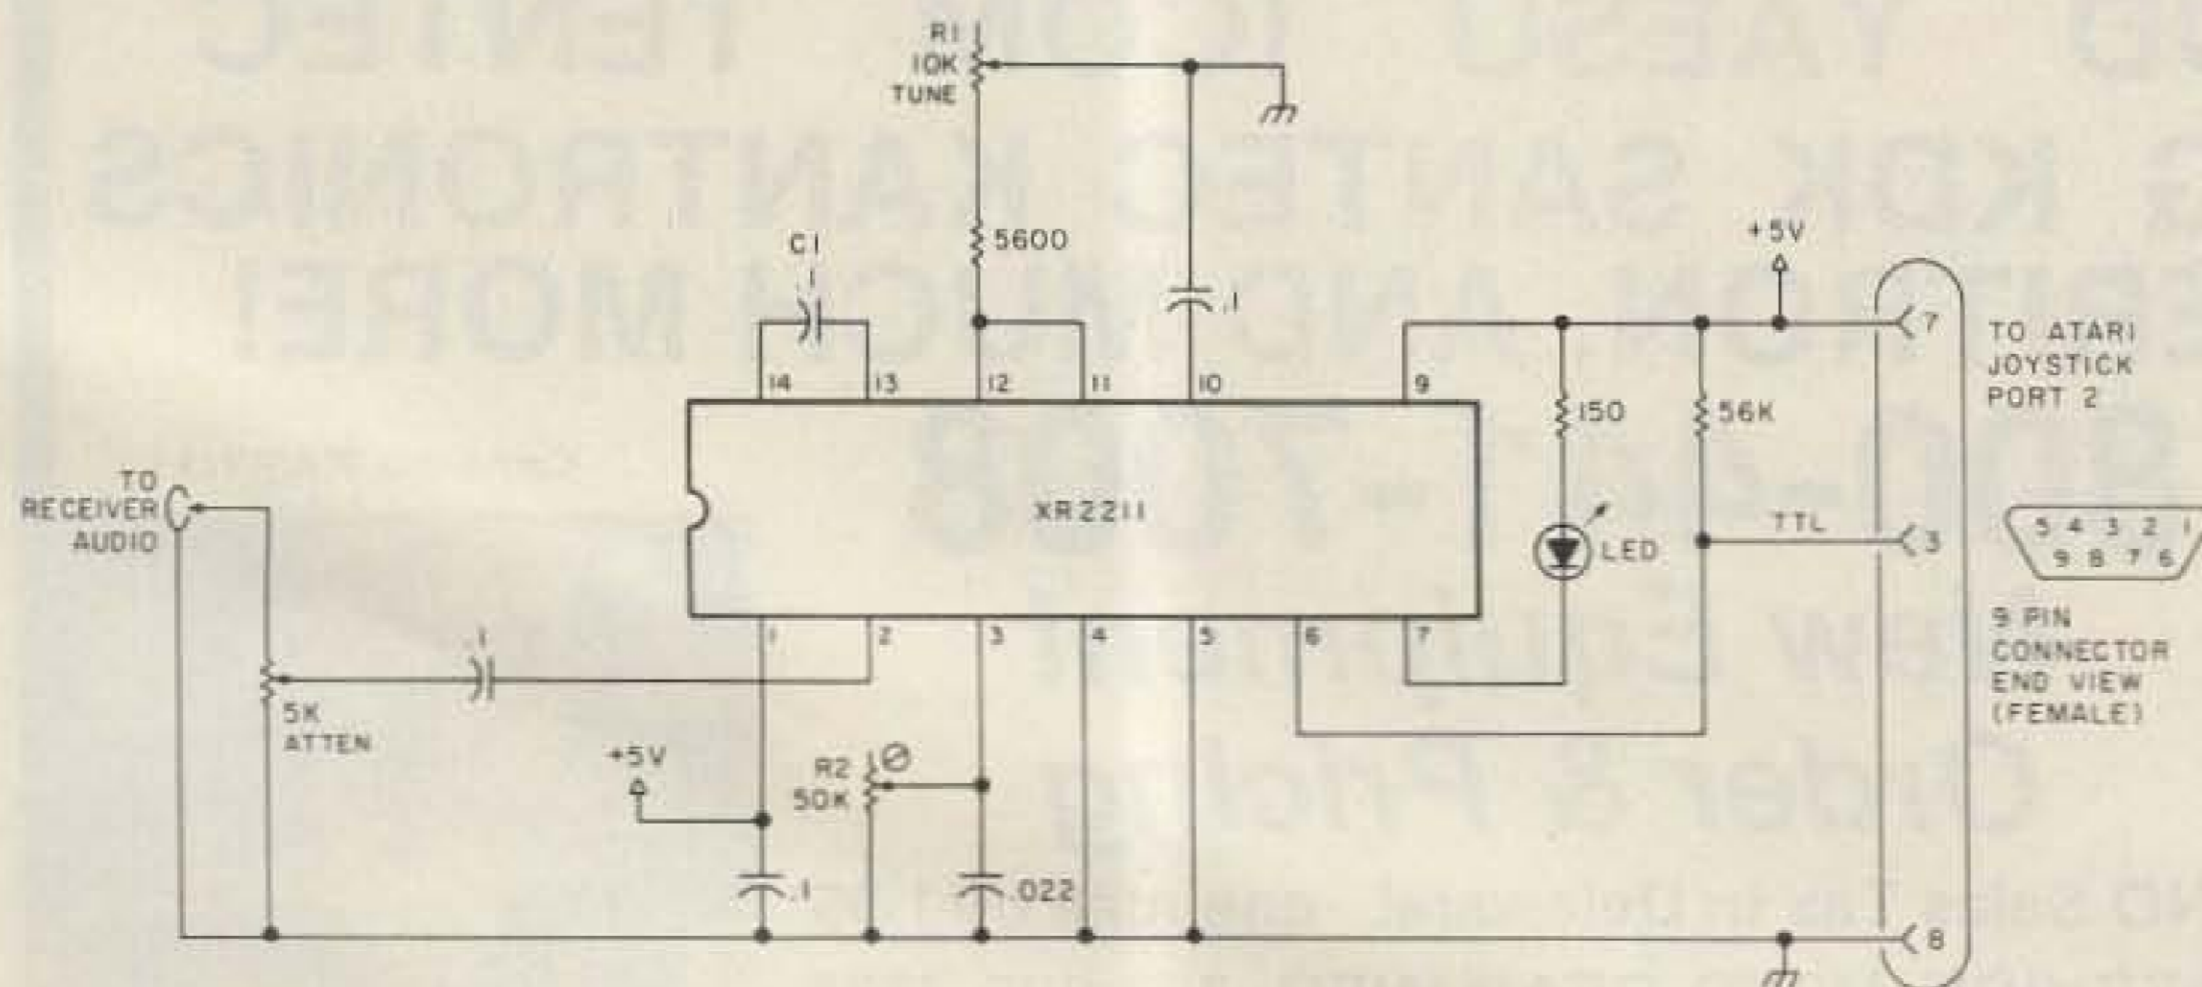 R1
10K
TUNE
C1
.1
5600
.1
+5V
14
13
12
11
10
9
150
56K
7
TO ATARI
JOYSTICK
PORT 2
TO
RECEIVER
AUDIO
XR2211
LED
TTL
3
5 4 3 2 1
9 8 7 6
1
2
3
4
5
6
7
9 PIN
CONNECTOR
END VIEW
(FEMALE)
.1
5K
ATTEN
+5V
R2
50K
.1
.022
8